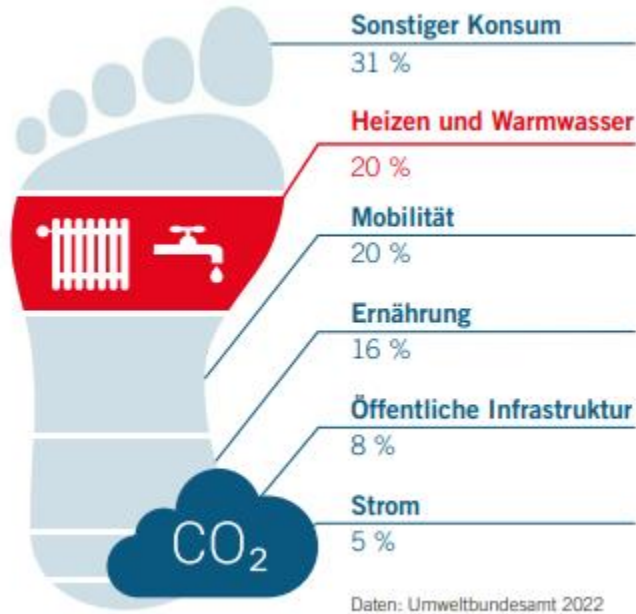 Sonstiger Konsum
31 %
Heizen und Warmwasser
20 %
Mobilität
20 %
Ernährung
16 %
Öffentliche Infrastruktur
8 %
Strom
5 %
CO₂
Daten: Umweltbundesamt 2022